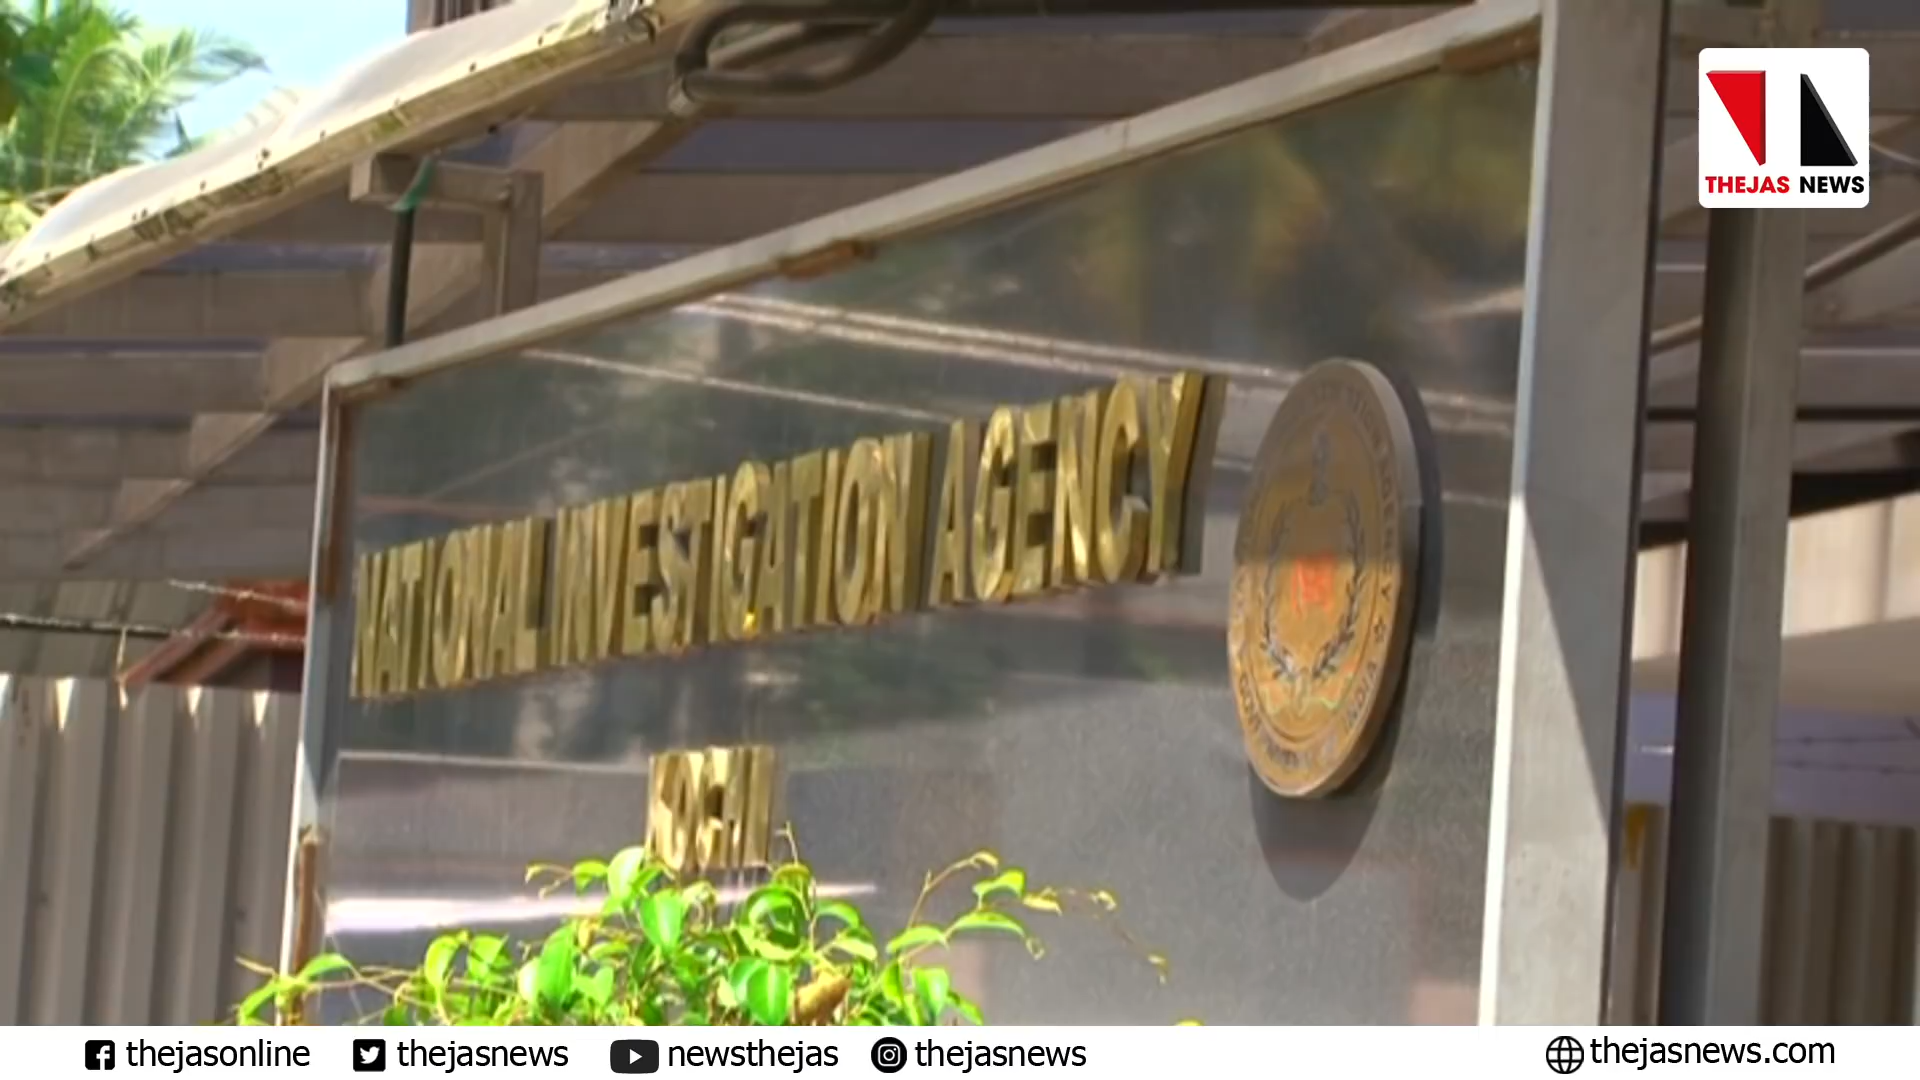 THEJAS NEWS
NATIONAL INVESTIGATION AGENCY
KOCHI
thejasonline
thejasnews
newsthejas
thejasnews
thejasnews.com